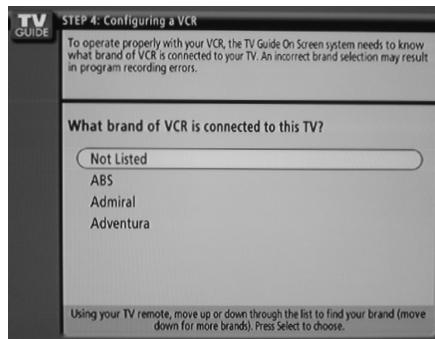 TV
GUIDE
STEP 4: Configuring a VCR
To operate properly with your VCR, the TV Guide On Screen system needs to know
what brand of VCR is connected to your TV. An incorrect brand selection may result
in program recording errors.
What brand of VCR is connected to this TV?
Not Listed
ABS
Admiral
Adventura
Using your TV remote, move up or down through the list to find your brand (move
down for more brands). Press Select to choose.